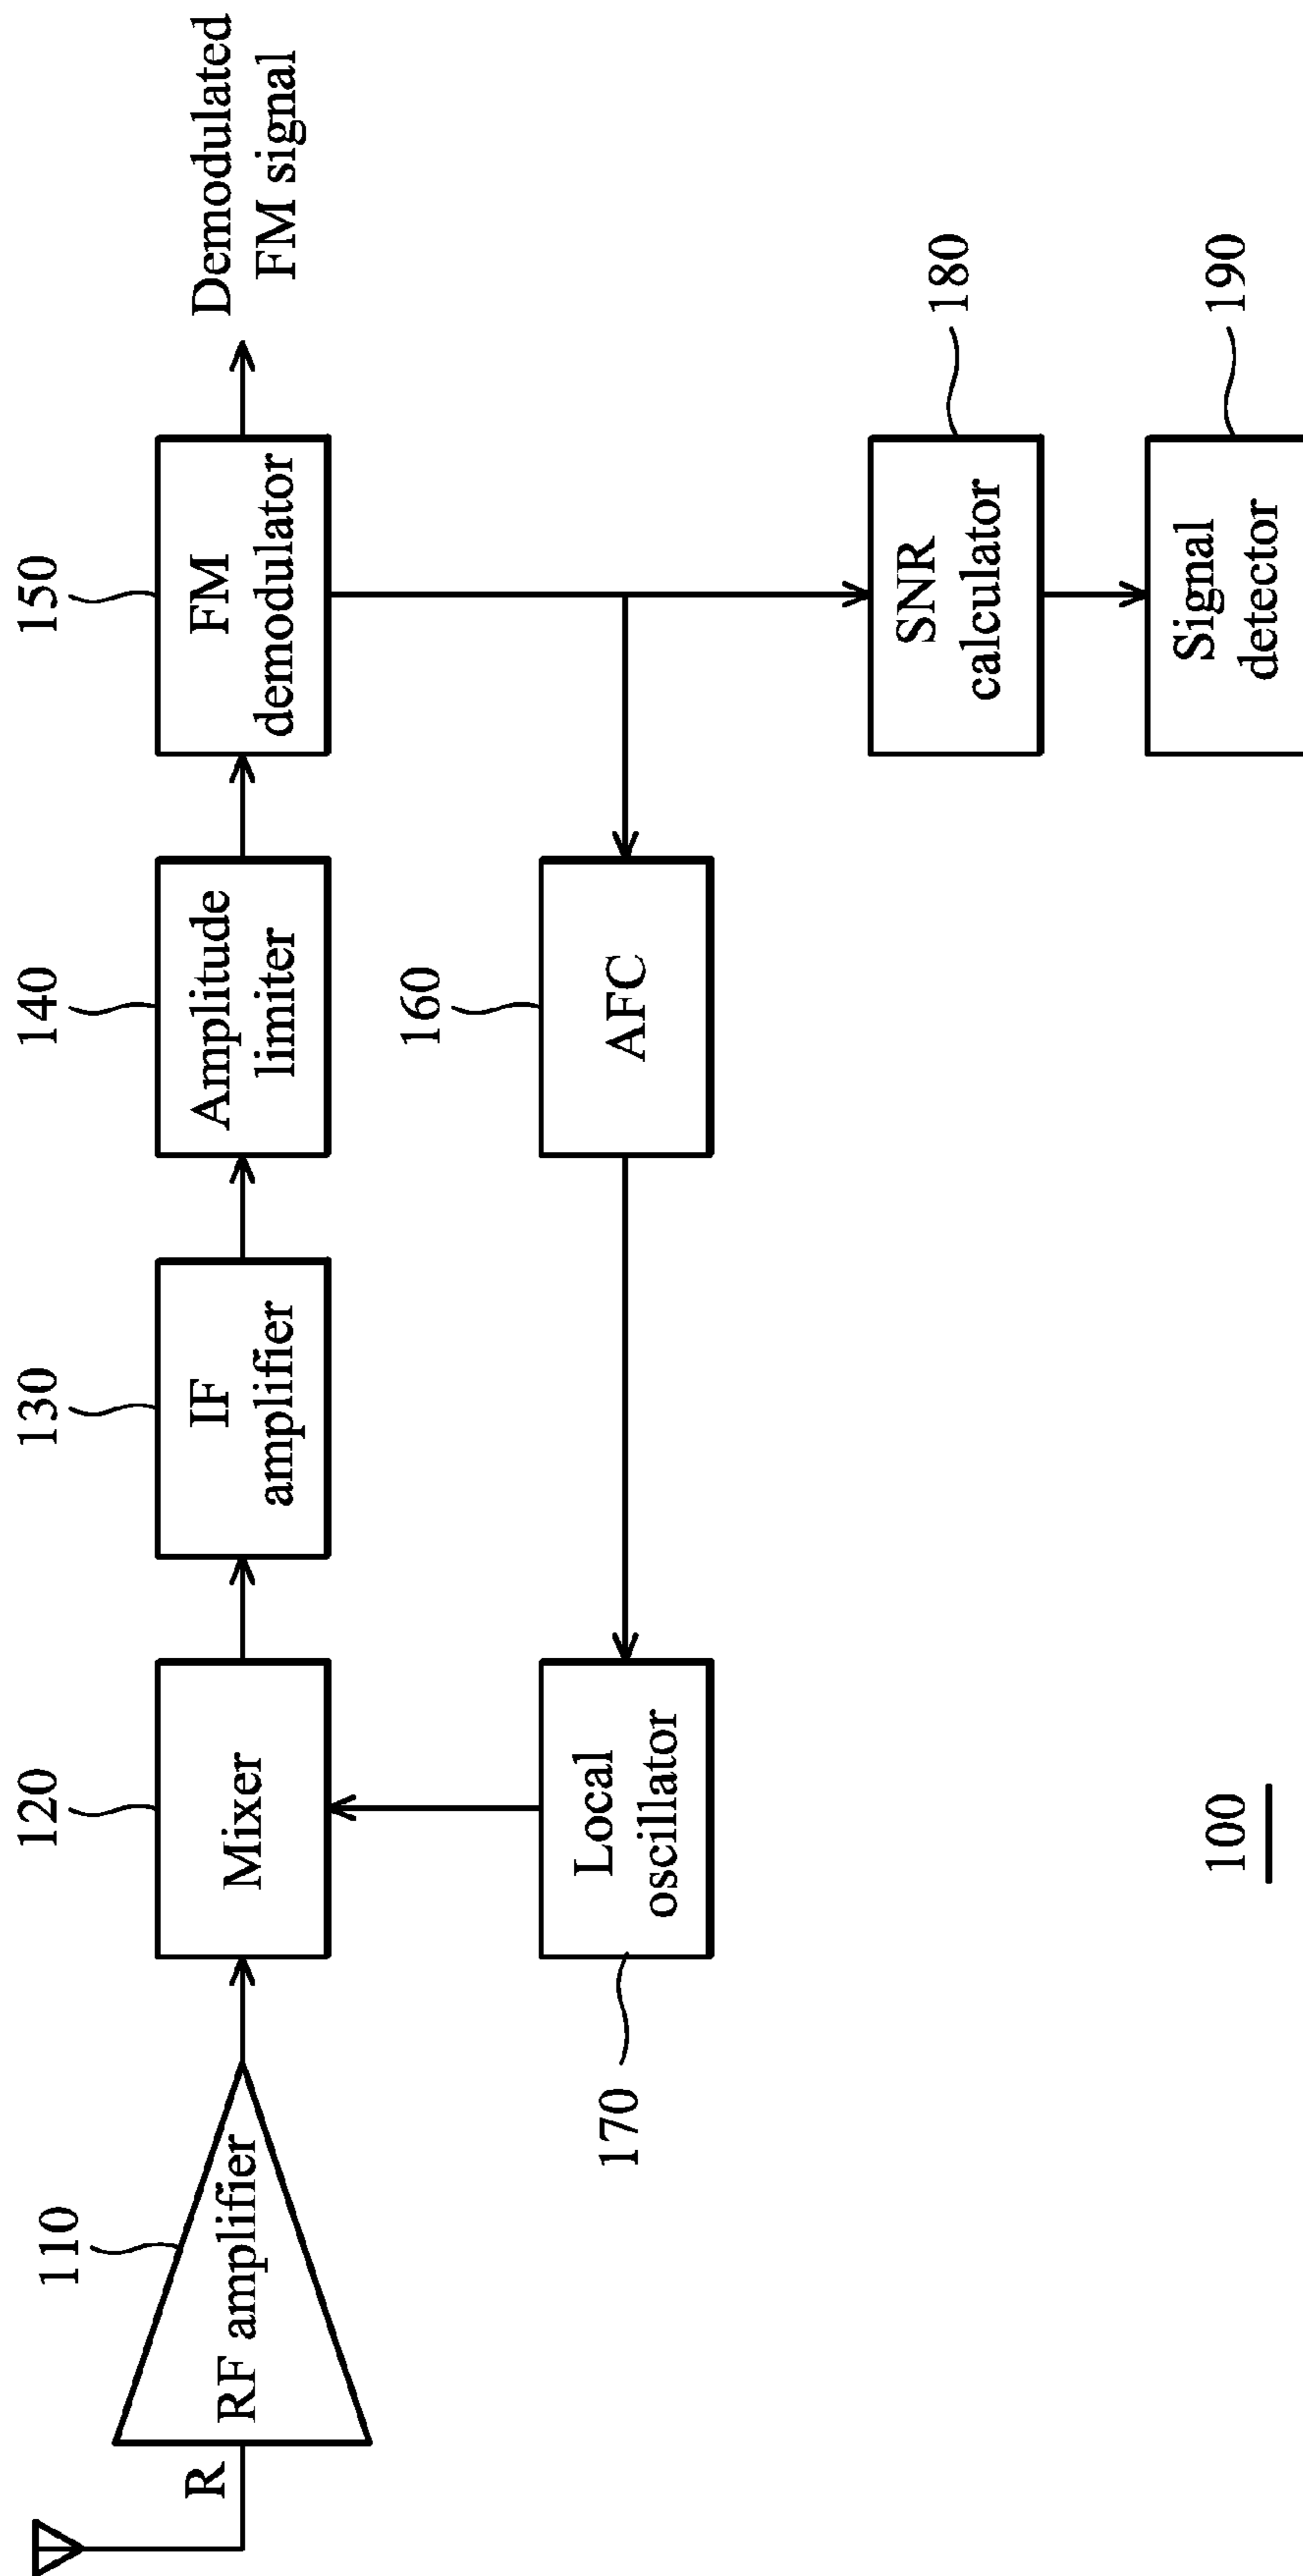 R
RF amplifier
110
Mixer
120
IF
amplifier
130
Amplitude
limiter
140
FM
demodulator
150
Demodulated
FM signal
Local
oscillator
170
AFC
160
SNR
calculator
180
Signal
detector
190
100